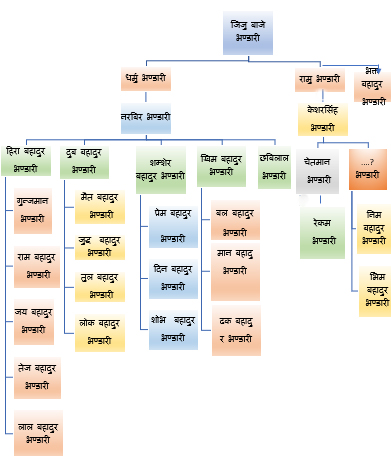 जिजु बाजे
भण्डारी
धर्मु भण्डारी
रामु भण्डारी
भक्त
बहादुर
भण्डारी
नरबिर भण्डारी
केशरसिंह
भण्डारी
हिरा बहादुर
भण्डारी
दुब बहादुर
भण्डारी
शम्शेर
बहादुर भण्डारी
खिम बहादुर
भण्डारी
छबिलाल
भण्डारी
चेतमान
भण्डारी
....?
भण्डारी
गुन्जमान
भण्डारी
मैत बहादुर
भण्डारी
प्रेम बहादुर
भण्डारी
बल बहादुर
भण्डारी
रेकम
भण्डारी
निम
बहादुर
भण्डारी
राम बहादुर
भण्डारी
जुद्ध बहादुर
भण्डारी
दिन बहादुर
भण्डारी
मान बहादु
भण्डारी
भिम
बहादुर
भण्डारी
जय बहादुर
भण्डारी
तुल बहादुर
भण्डारी
शोभ बहादुर
भण्डारी
टक बहादु
र भण्डारी
तेज बहादुर
भण्डारी
लोक बहादुर
भण्डारी
लाल बहादुर
भण्डारी